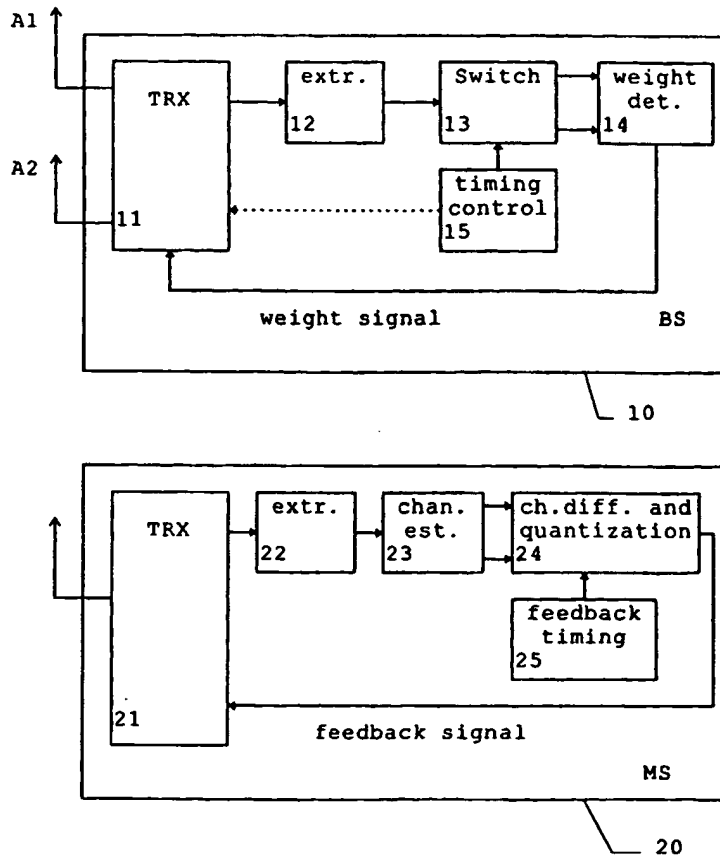 A1
TRX
extr.
12
Switch
13
weight
det.
14
A2
11
timing
control
15
weight signal
BS
10
TRX
extr.
22
chan.
est.
23
ch.diff. and
quantization
24
feedback
timing
25
21
feedback signal
MS
20